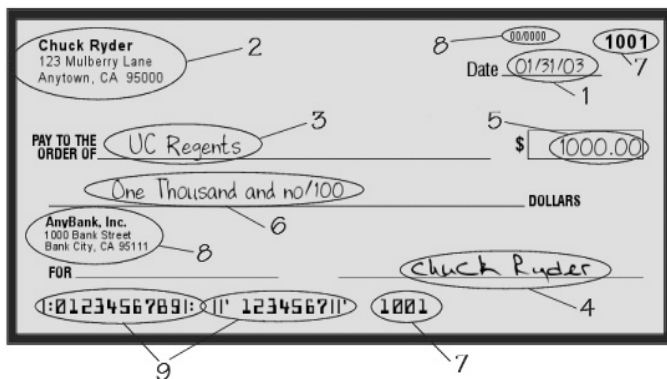 Chuck Ryder
123 Mulberry Lane
Anytown, CA 95000
2
8
00/0000
1001
7
Date 01/31/03
1
PAY TO THE
ORDER OF UC Regents
3
5
$ 1000.00
One Thousand and no/100 DOLLARS
6
AnyBank, Inc.
1000 Bank Street
Bank City, CA 95111
8
FOR
Chuck Ryder
4
|:0123456789|: ||' 1234567||' 1001
9
7